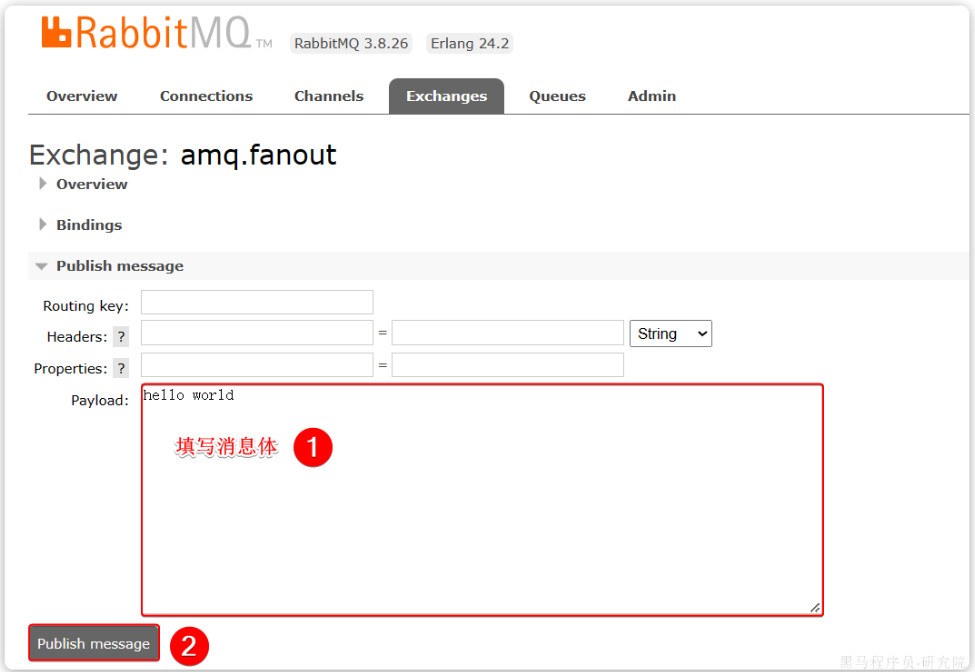 RabbitMQ TM RabbitMQ 3.8.26 Erlang 24.2
Overview Connections Channels Exchanges Queues Admin
Exchange: amq.fanout
Overview
Bindings
Publish message
Routing key:
Headers: ? = String
Properties: ? =
Payload: hello world
填写消息体 1
Publish message 2
黑马程序员-研究院